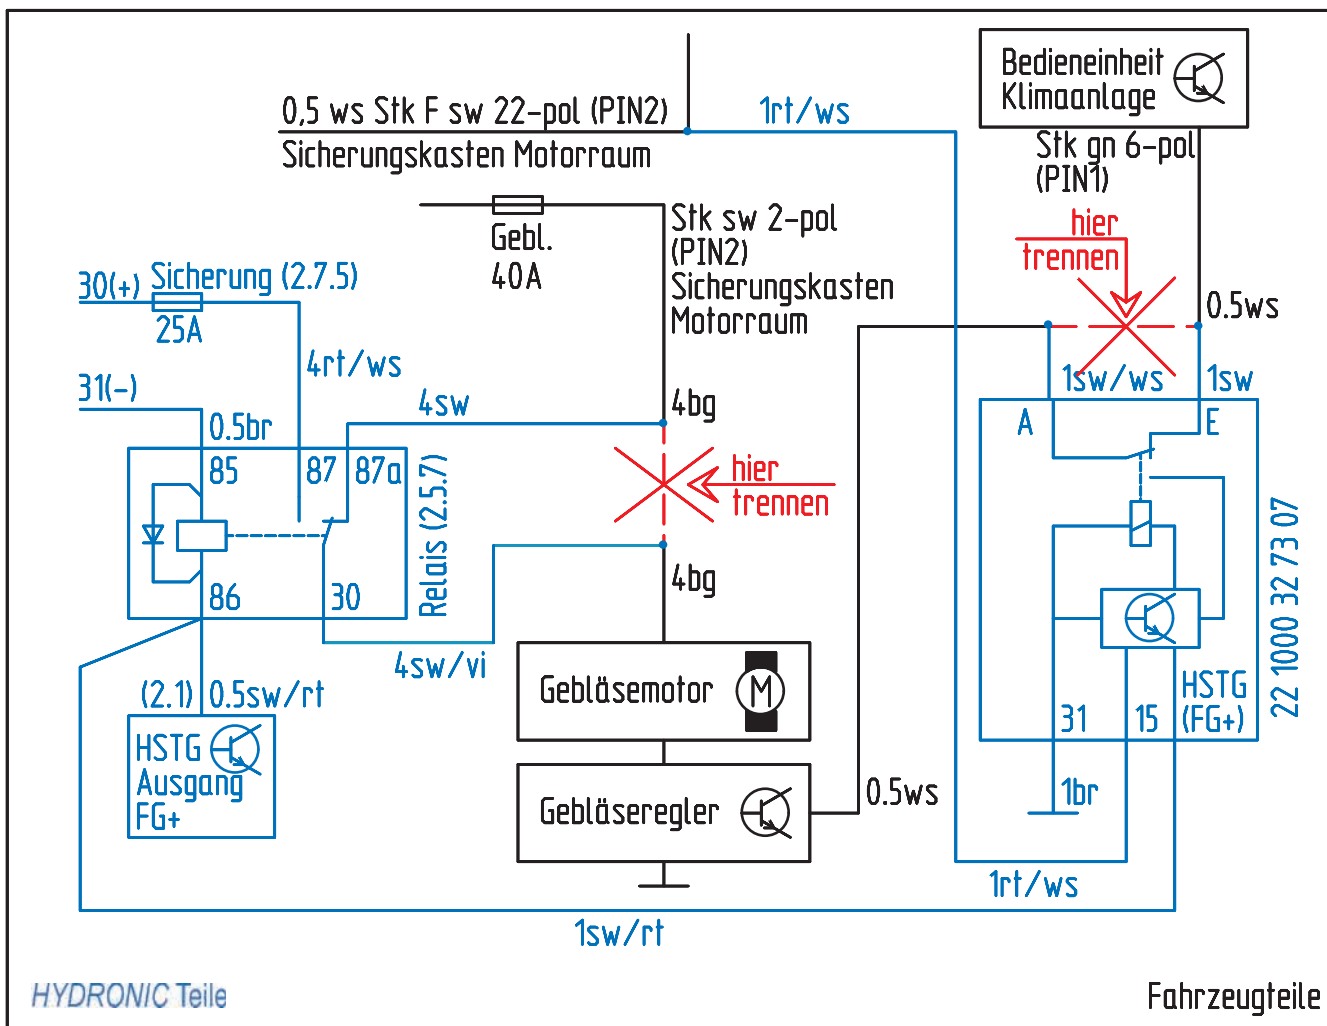 0,5 ws Stk F sw 22-pol (PIN2)
Sicherungskasten Motorraum
1rt/ws
Bedieneinheit
Klimaanlage
Stk gn 6-pol
(PIN1)
hier
trennen
0.5ws
Gebl.
40A
Stk sw 2-pol
(PIN2)
Sicherungskasten
Motorraum
30(+)
Sicherung (2.7.5)
25A
4rt/ws
31(-)
0.5br
4sw
4bg
1sw/ws
1sw
A
E
85
87
87a
86
30
Relais (2.5.7)
hier
trennen
4bg
4sw/vi
(2.1)
0.5sw/rt
HSTG
Ausgang
FG+
Gebläsemotor
M
Gebläseregler
0.5ws
31
15
HSTG
(FG+)
22 1000 32 73 07
1br
1rt/ws
1sw/rt
HYDRONIC Teile
Fahrzeugteile